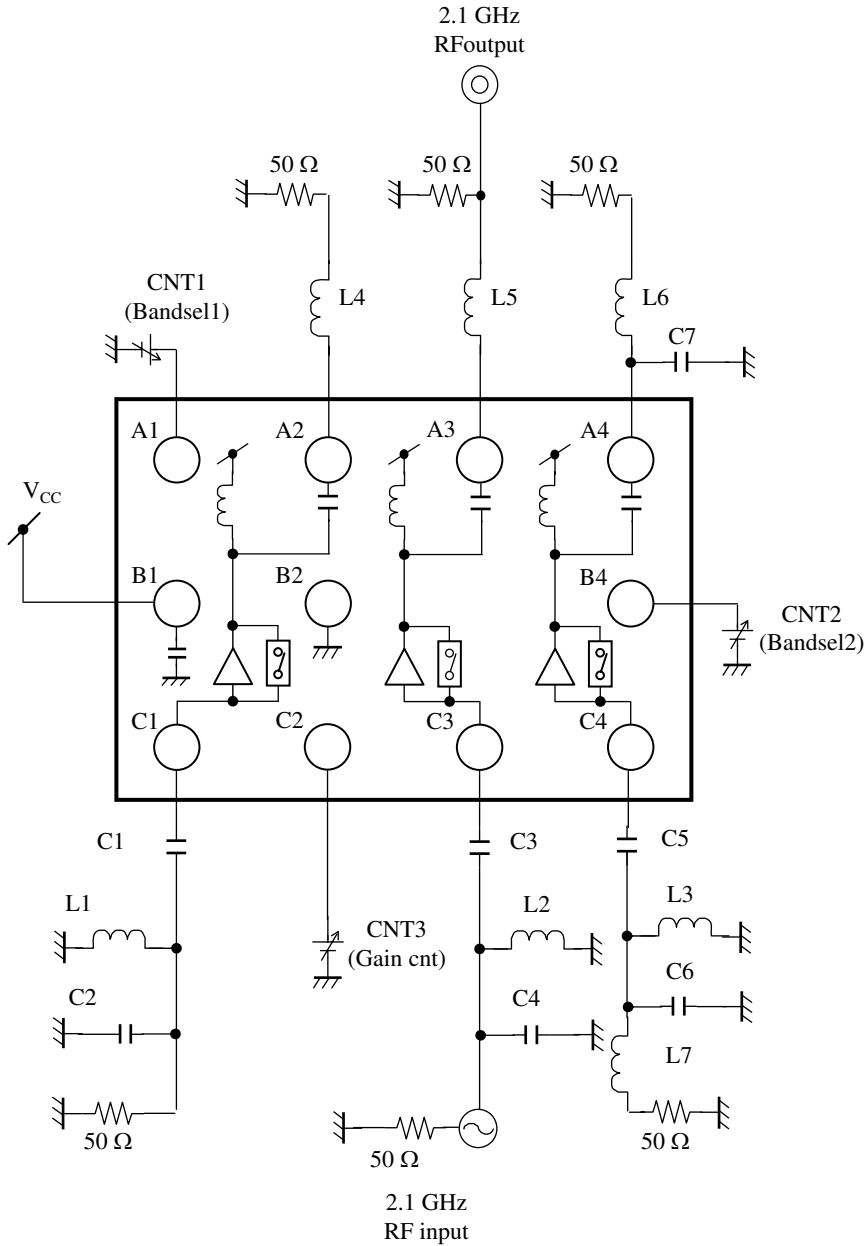 2.1 GHz
RFoutput
50 Ω
50 Ω
50 Ω
CNT1
(Bandsel1)
L4
L5
L6
C7
A1
A2
A3
A4
VCC
B1
B2
B4
CNT2
(Bandsel2)
C1
C2
C3
C4
C1
C3
C5
L1
CNT3
(Gain cnt)
L2
L3
C2
C4
C6
L7
50 Ω
50 Ω
50 Ω
2.1 GHz
RF input